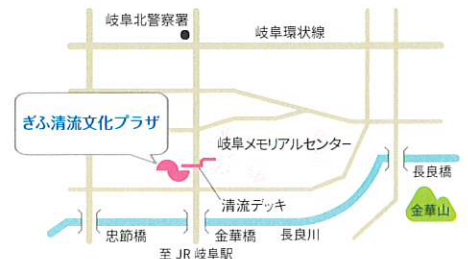 岐阜北警察署
岐阜環状線
ぎふ清流文化プラザ
岐阜メモリアルセンター
長良橋
清流デッキ
金華山
忠節橋
金華橋
長良川
至 JR 岐阜駅